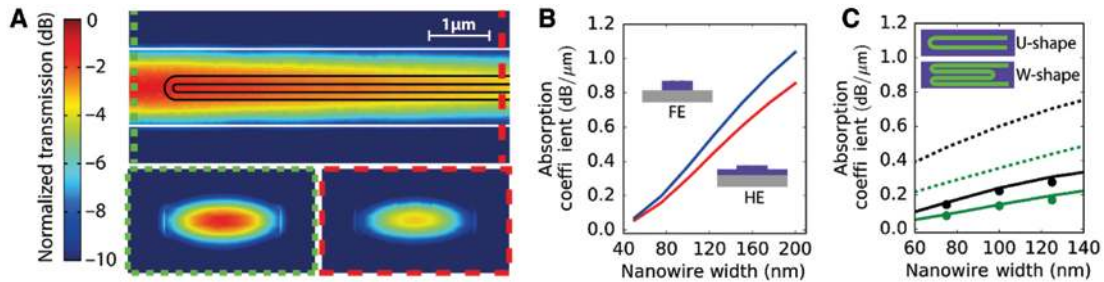 A
Normalized transmission (dB)
0
−2
−4
−6
−8
−10
1μm
B
Absorption
coeffi cient (dB/μm)
1.2
1.0
0.8
0.6
0.4
0.2
0.0
FE
HE
40 80 120 160 200
Nanowire width (nm)
C
Absorption
coeffi ient (dB/μm)
1.2
1.0
0.8
0.6
0.4
0.2
0.0
U-shape
W-shape
60 80 100 120 140
Nanowire width (nm)